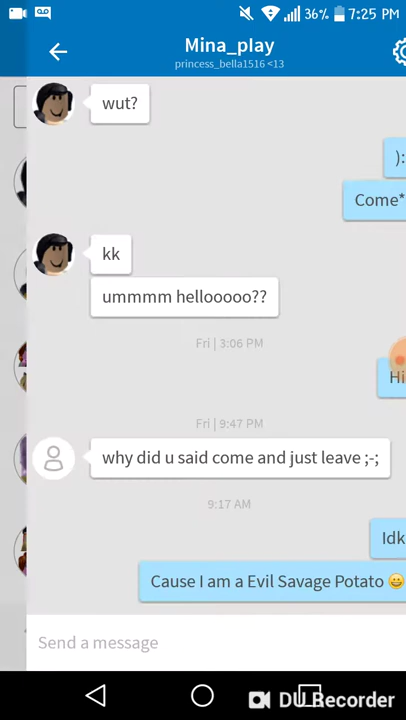 36% 7:25 PM
Mina_play
princess_bella1516 <13
wut?
):
Come*
kk
ummmm hellooooo??
Fri | 3:06 PM
Hi
Fri | 9:47 PM
why did u said come and just leave ;-;
9:17 AM
Idk
Cause I am a Evil Savage Potato 😀
Send a message
DU Recorder